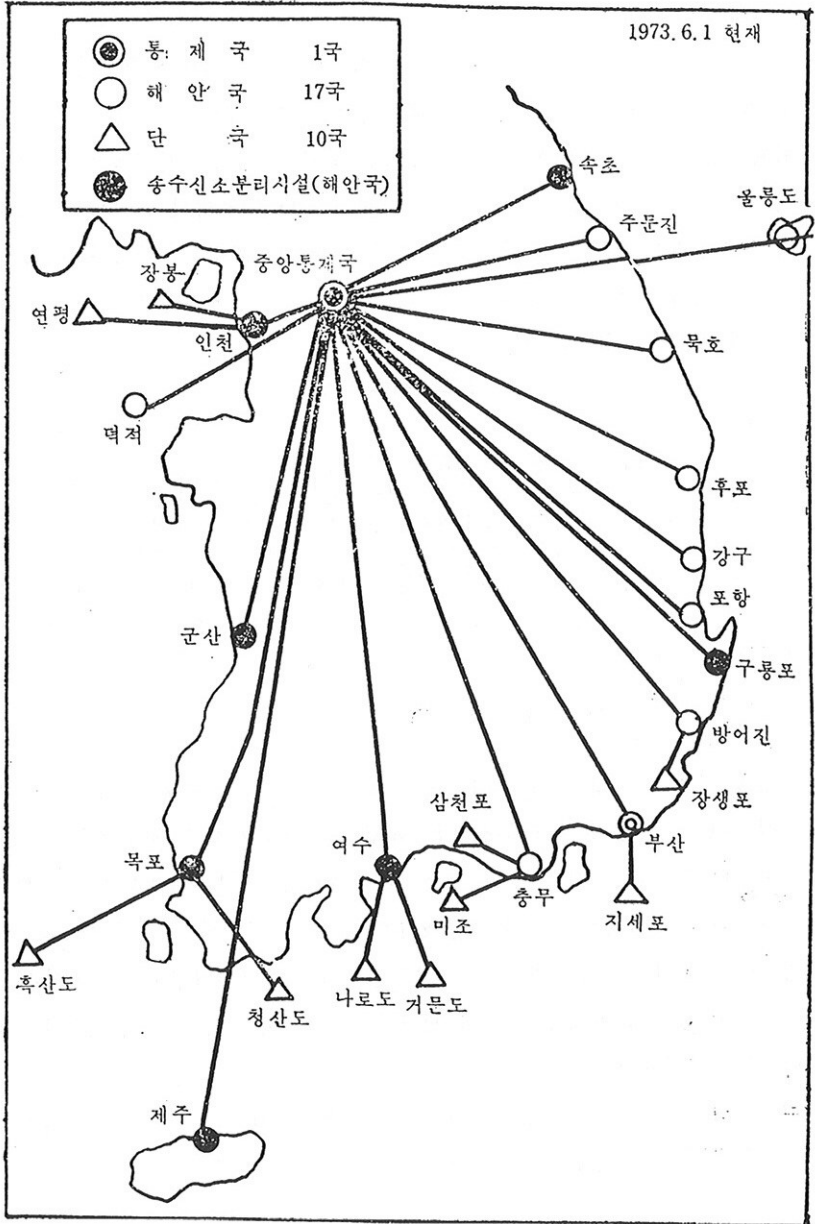 1973.6.1 현재
통 제 국 1국
해 안 국 17국
단 국 10국
송수신소분리시설(해안국)
속초
울릉도
주문진
중앙통제국
장봉
연평
인천
묵호
덕적
후포
강구
포항
군산
구룡포
방어진
장생포
삼천포
부산
목포
여수
충무
미조
지세포
흑산도
청산도
나로도
거문도
제주